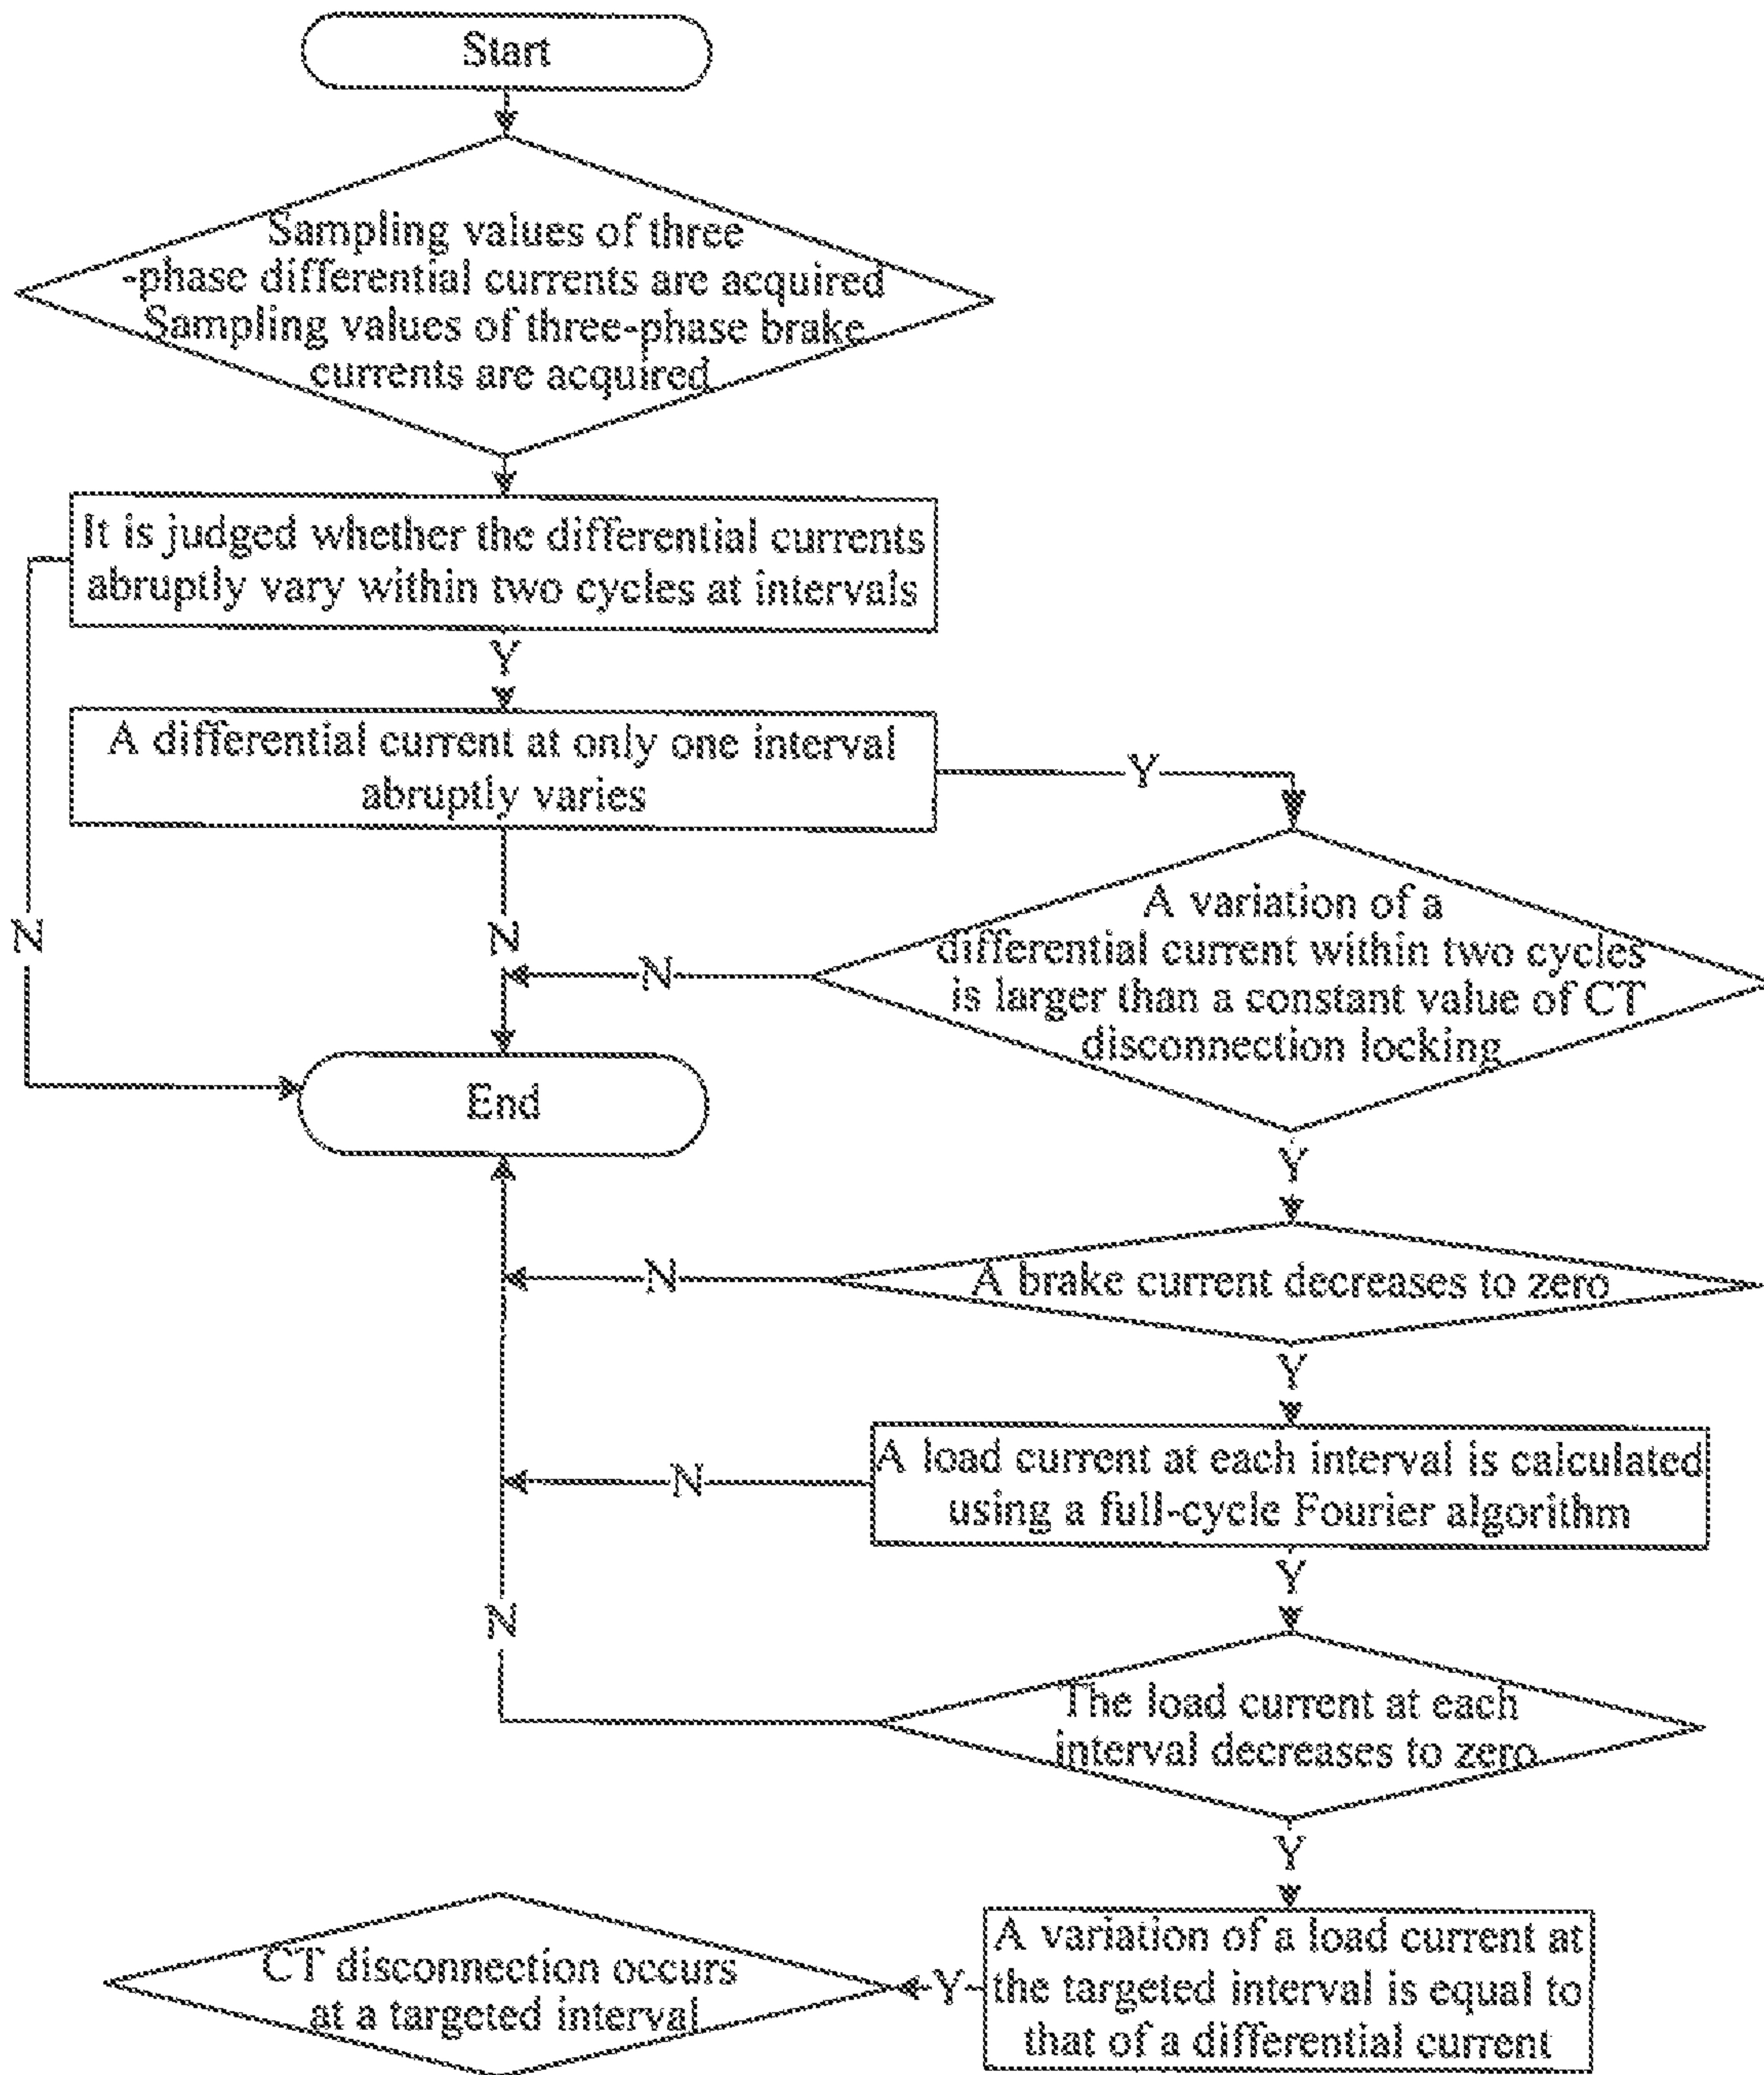 Start
Sampling values of three
-phase differential currents are acquired
Sampling values of three-phase brake
currents are acquired
It is judged whether the differential currents
abruptly vary within two cycles at intervals
Y
A differential current at only one interval
abruptly varies
Y
N
N
A variation of a
differential current within two cycles
is larger than a constant value of CT
disconnection locking
N
End
Y
A brake current decreases to zero
N
Y
A load current at each interval is calculated
using a full-cycle Fourier algorithm
N
Y
N
The load current at each
interval decreases to zero
Y
A variation of a load current at
the targeted interval is equal to
that of a differential current
Y
CT disconnection occurs
at a targeted interval